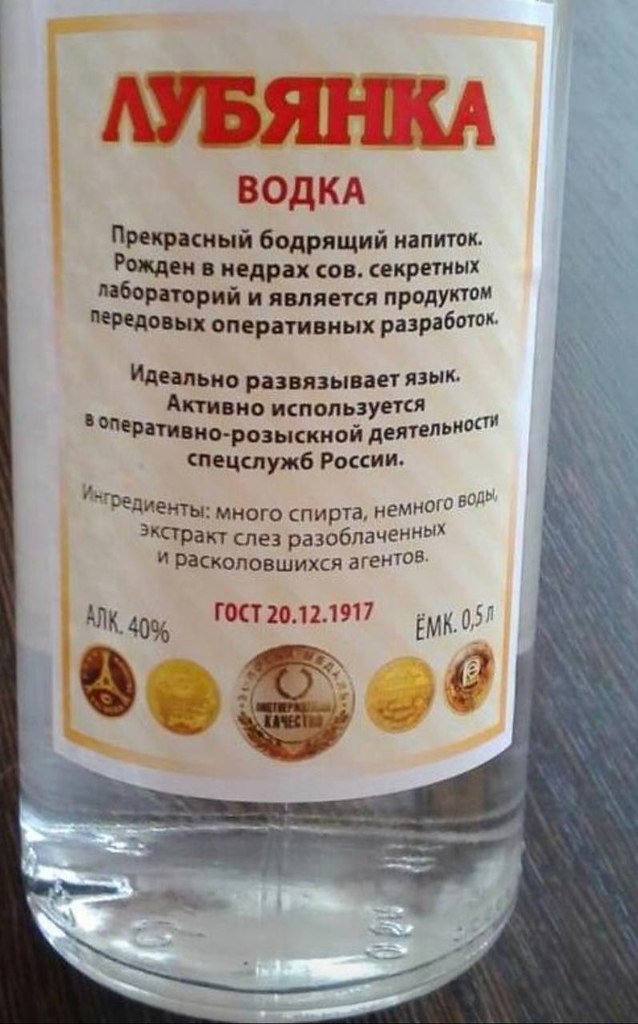 ЛУБЯНКА
ВОДКА
Прекрасный бодрящий напиток.
Рожден в недрах сов. секретных
лабораторий и является продуктом
передовых оперативных разработок.
Идеально развязывает язык.
Активно используется
в оперативно-розыскной деятельности
спецслужб России.
Ингредиенты: много спирта, немного воды,
экстракт слез разоблаченных
и расколовшихся агентов.
АЛК. 40% ГОСТ 20.12.1917 ЁМК. 0,5 л
КАЧЕСТВО